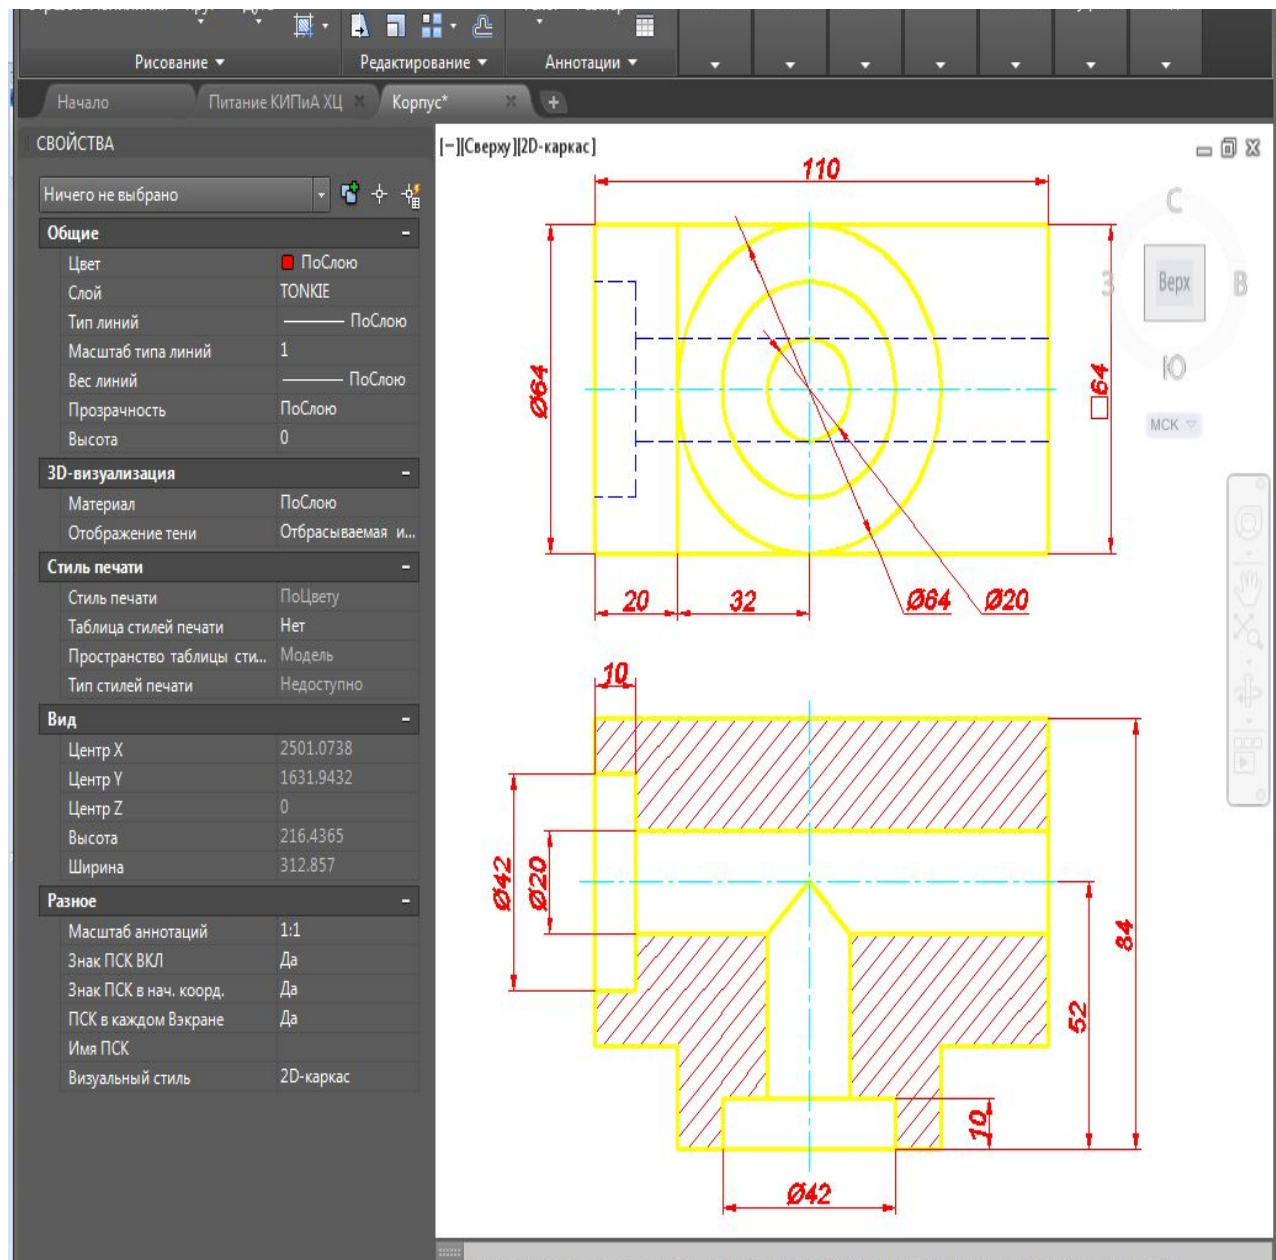 Рисование
Редактирование
Аннотации
Начало
Питание КИПиА ХЦ
Корпус*
СВОЙСТВА
Ничего не выбрано
Общие
Цвет ПоСлою
Слой TONKIE
Тип линий ПоСлою
Масштаб типа линий 1
Вес линий ПоСлою
Прозрачность ПоСлою
Высота 0
3D-визуализация
Материал ПоСлою
Отображение тени Отбрасываемая и...
Стиль печати
Стиль печати ПоЦвету
Таблица стилей печати Нет
Пространство таблицы сти... Модель
Тип стилей печати Недоступно
Вид
Центр X 2501.0738
Центр Y 1631.9432
Центр Z 0
Высота 216.4365
Ширина 312.857
Разное
Масштаб аннотаций 1:1
Знак ПСК ВКЛ Да
Знак ПСК в нач. коорд. Да
ПСК в каждом Вэкране Да
Имя ПСК
Визуальный стиль 2D-каркас
[−][Сверху][2D-каркас]
110
Ø64
□64
20
32
Ø64
Ø20
С
З
Верх
В
Ю
МСК
10
Ø42
Ø20
84
52
10
Ø42